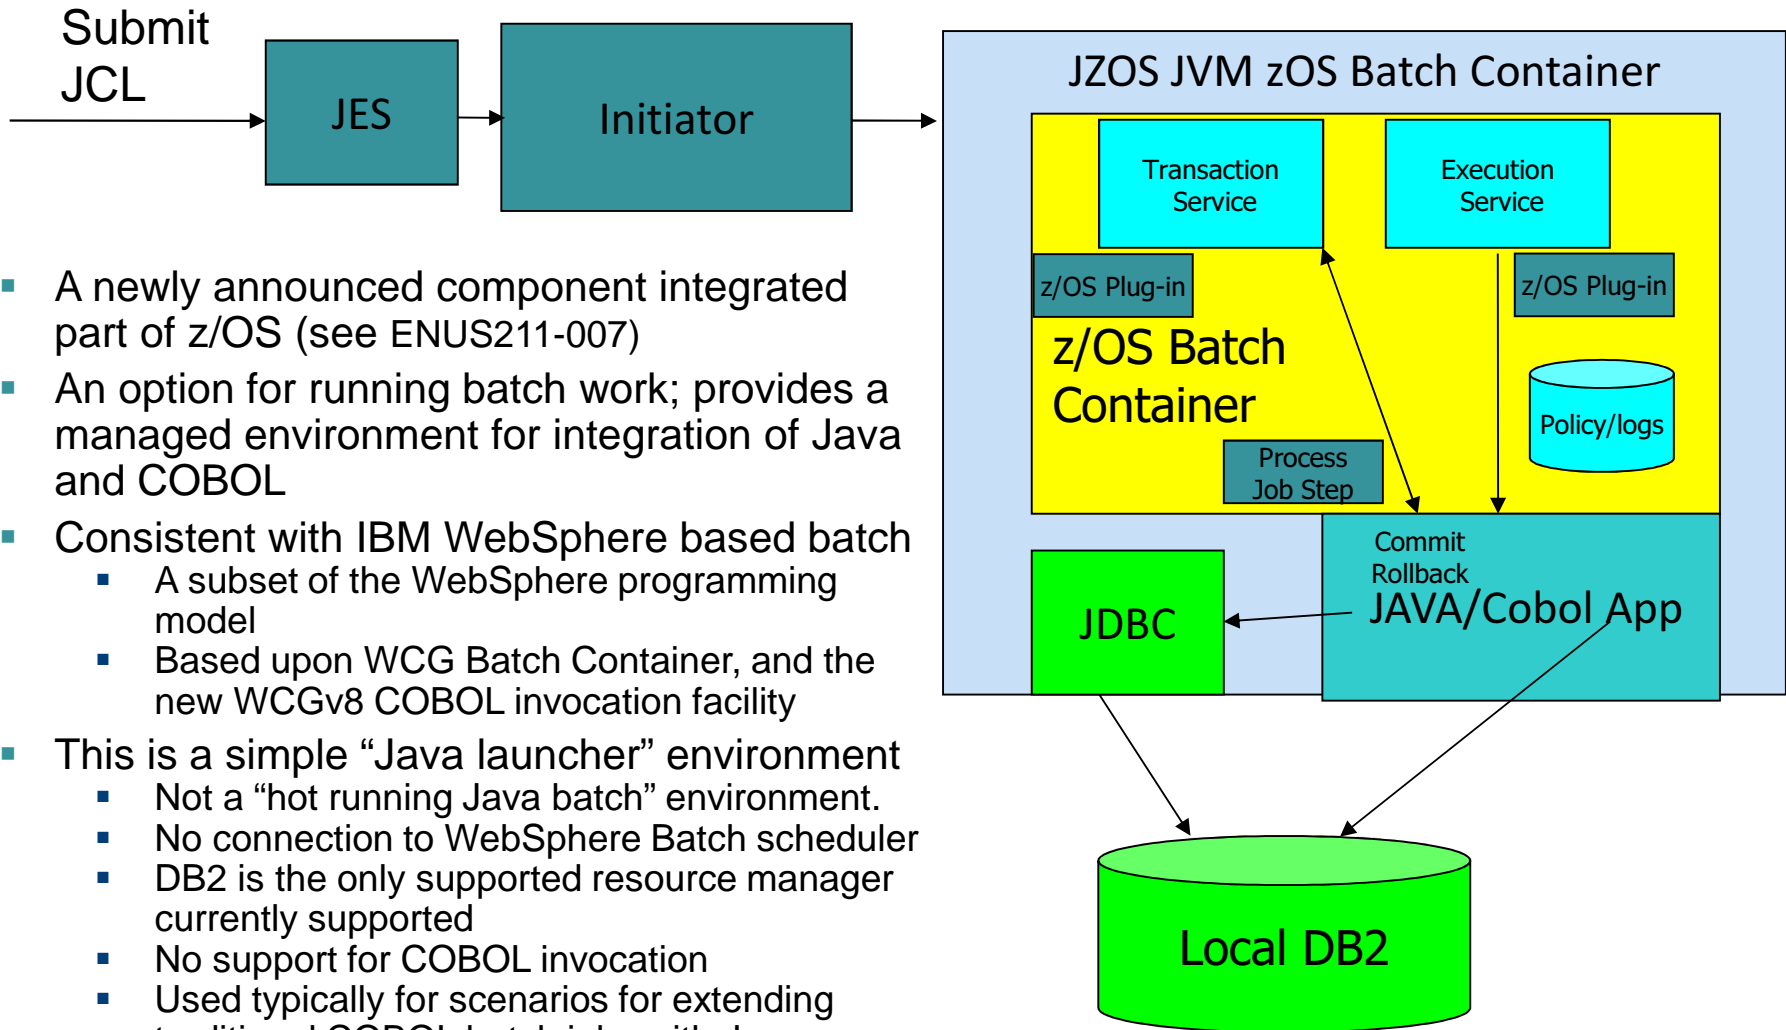 Submit
JCL
JES
Initiator
A newly announced component integrated
part of z/OS (see ENUS211-007)
An option for running batch work; provides a
managed environment for integration of Java
and COBOL
Consistent with IBM WebSphere based batch
A subset of the WebSphere programming
model
Based upon WCG Batch Container, and the
new WCGv8 COBOL invocation facility
This is a simple “Java launcher” environment
Not a “hot running Java batch” environment.
No connection to WebSphere Batch scheduler
DB2 is the only supported resource manager
currently supported
No support for COBOL invocation
Used typically for scenarios for extending
JZOS JVM zOS Batch Container
Transaction
Service
Execution
Service
z/OS Plug-in
z/OS Plug-in
z/OS Batch
Container
Policy/logs
Process
Job Step
Commit
Rollback
JAVA/Cobol App
JDBC
Local DB2